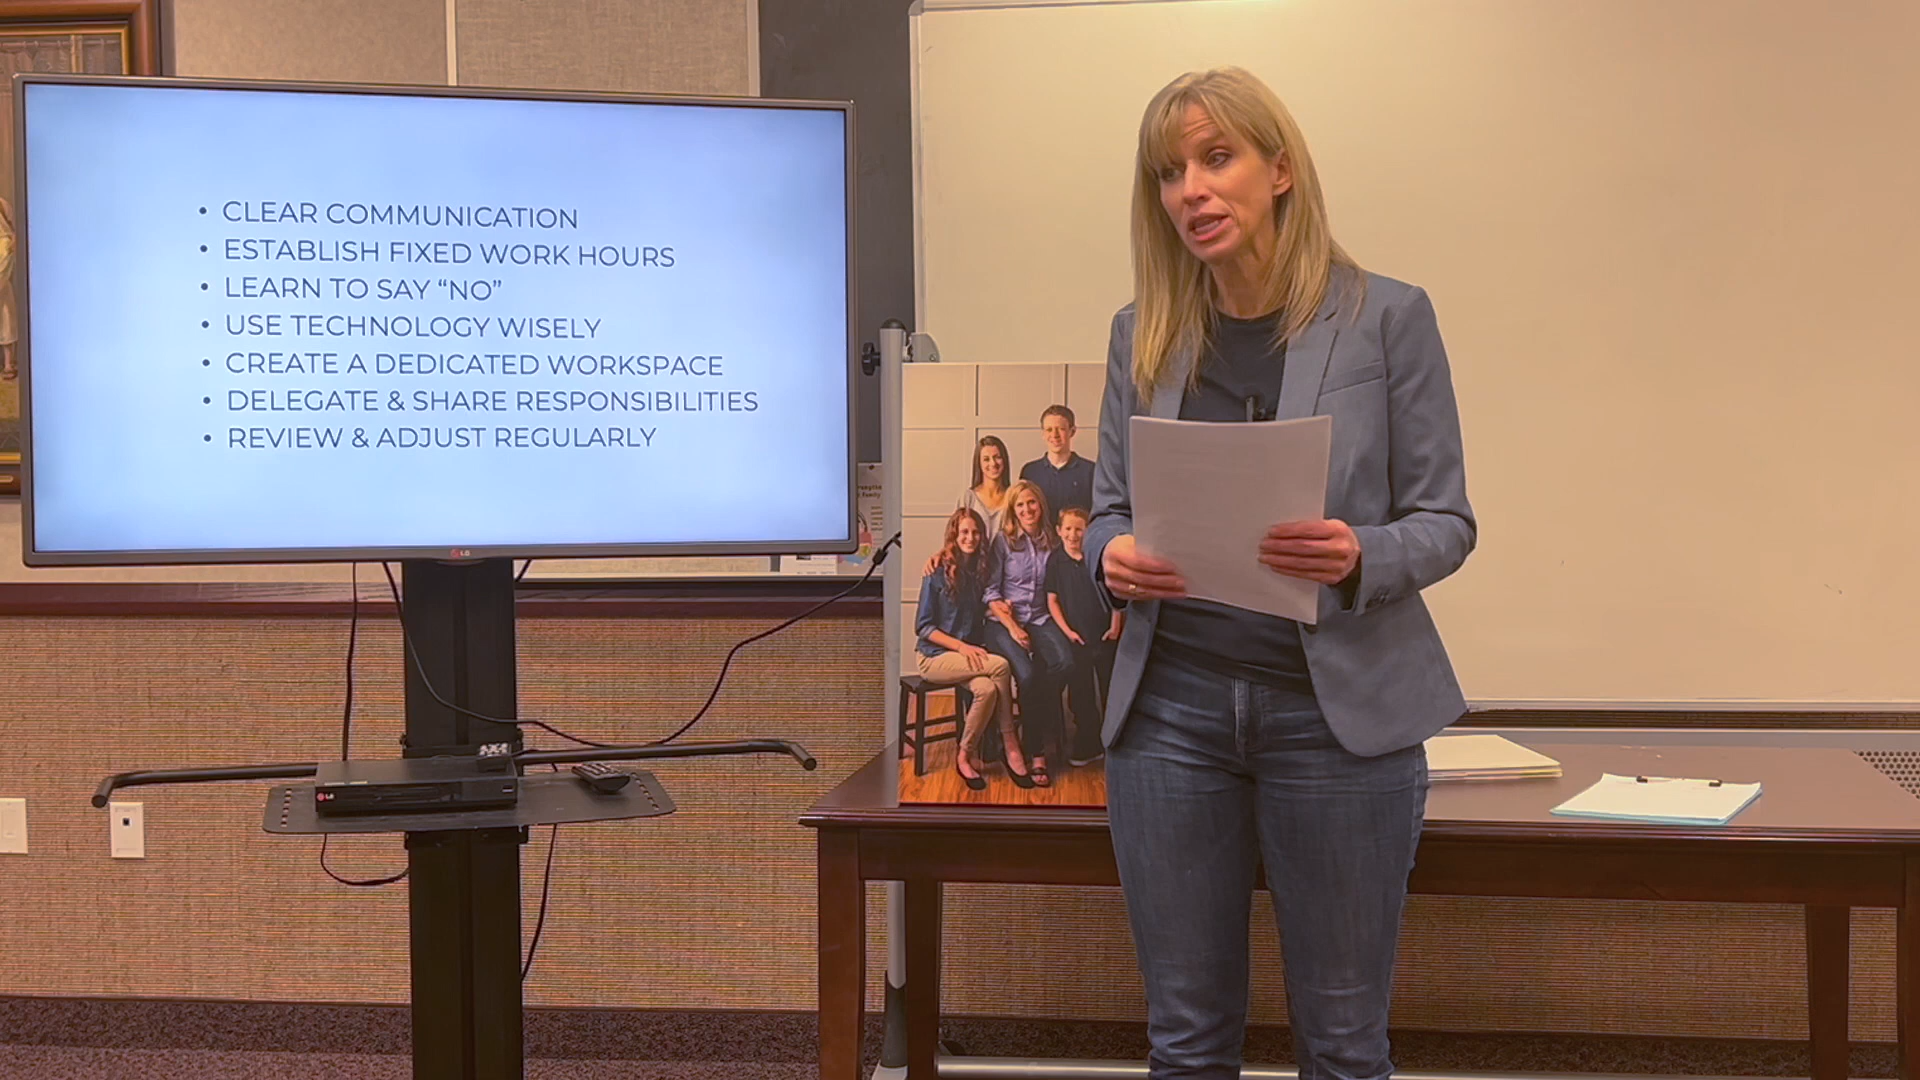 • CLEAR COMMUNICATION
• ESTABLISH FIXED WORK HOURS
• LEARN TO SAY “NO”
• USE TECHNOLOGY WISELY
• CREATE A DEDICATED WORKSPACE
• DELEGATE & SHARE RESPONSIBILITIES
• REVIEW & ADJUST REGULARLY
LG
family
LG